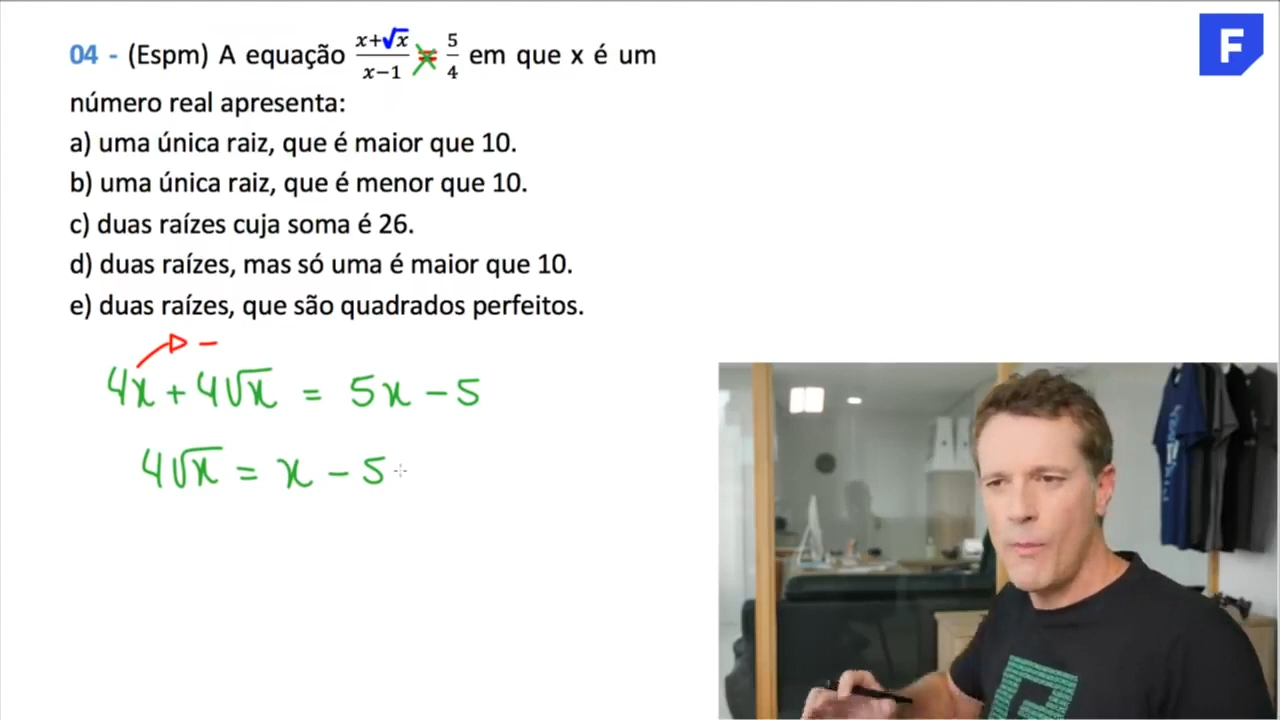 F
04 - (Espm) A equação (x+√x)/(x−1) = 5/4 em que x é um
número real apresenta:
a) uma única raiz, que é maior que 10.
b) uma única raiz, que é menor que 10.
c) duas raízes cuja soma é 26.
d) duas raízes, mas só uma é maior que 10.
e) duas raízes, que são quadrados perfeitos.
−
4x + 4√x = 5x − 5
4√x = x − 5